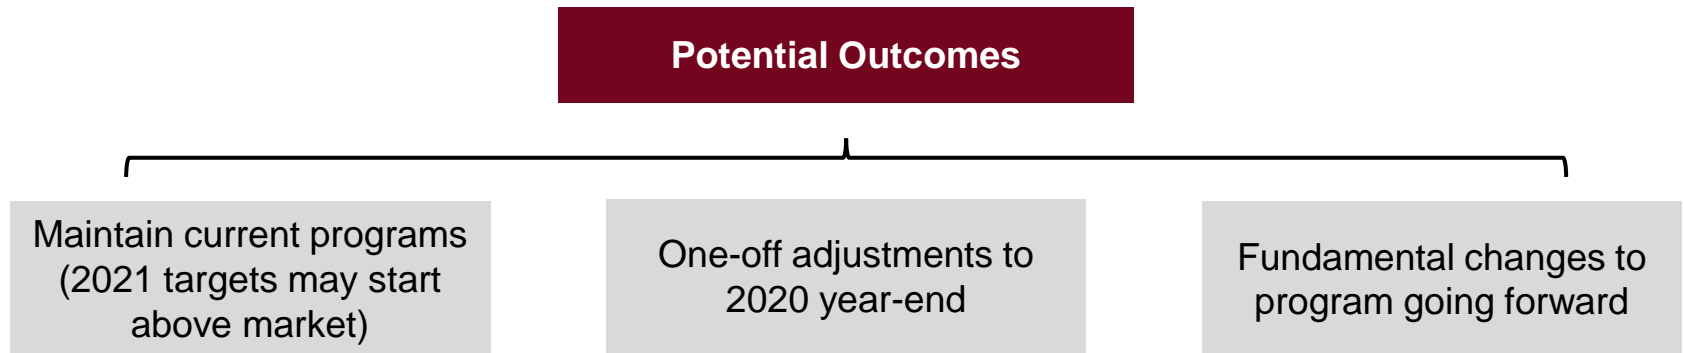 Potential Outcomes
Maintain current programs
(2021 targets may start
above market)
One-off adjustments to
2020 year-end
Fundamental changes to
program going forward